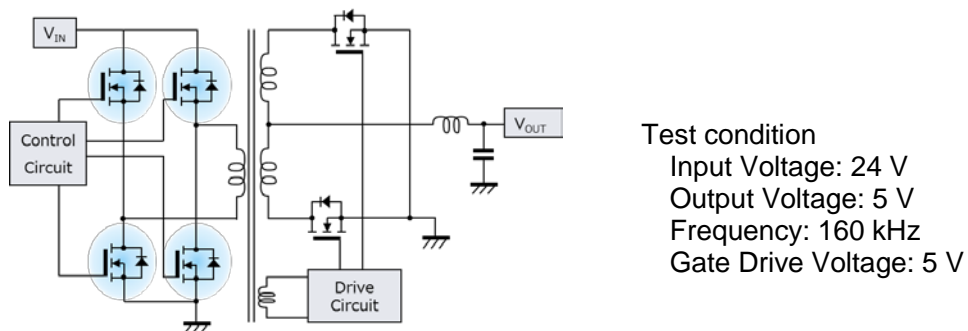 V_IN
Control
Circuit
V_OUT
Drive
Circuit
Test condition
Input Voltage: 24 V
Output Voltage: 5 V
Frequency: 160 kHz
Gate Drive Voltage: 5 V